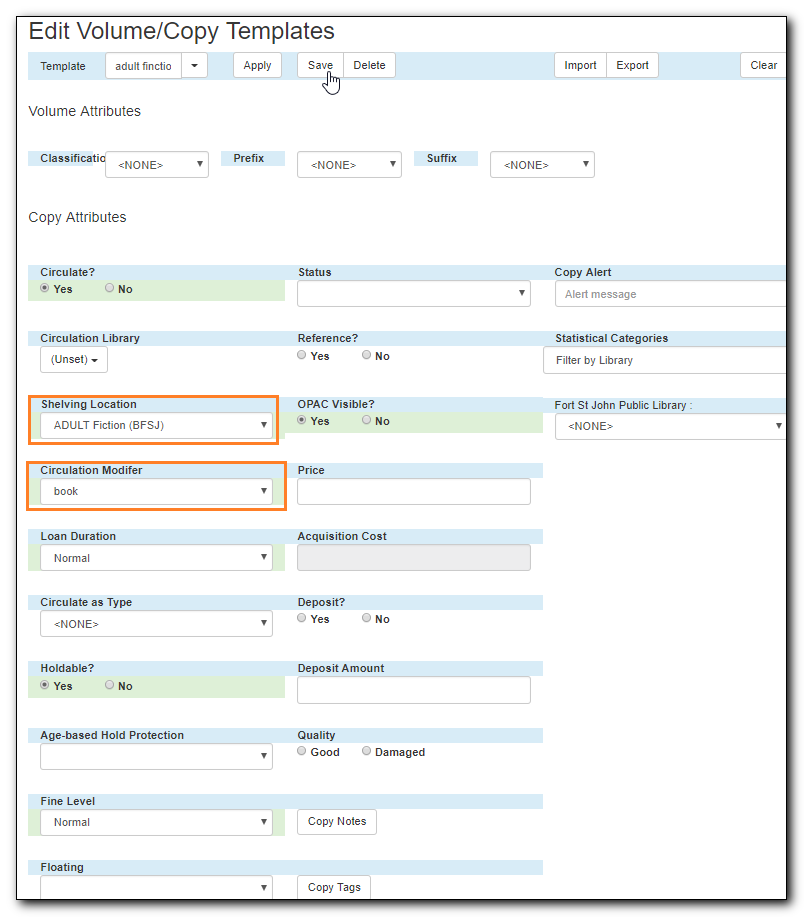 Edit Volume/Copy Templates
Template adult finctio Apply Save Delete Import Export Clear
Volume Attributes
Classificatio <NONE> Prefix <NONE> Suffix <NONE>
Copy Attributes
Circulate? Status Copy Alert
Yes No Alert message
Circulation Library Reference? Statistical Categories
(Unset) Yes No Filter by Library
Shelving Location OPAC Visible? Fort St John Public Library :
ADULT Fiction (BFSJ) Yes No <NONE>
Circulation Modifer Price
book
Loan Duration Acquisition Cost
Normal
Circulate as Type Deposit?
<NONE> Yes No
Holdable? Deposit Amount
Yes No
Age-based Hold Protection Quality
Good Damaged
Fine Level
Normal Copy Notes
Floating
Copy Tags